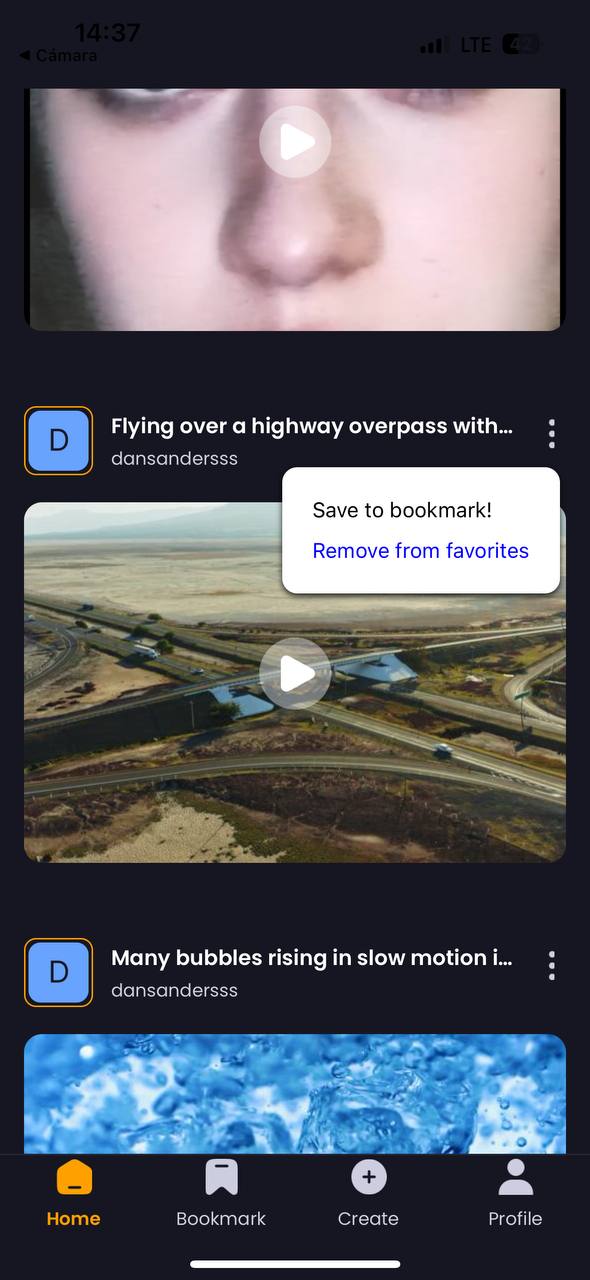 14:37
◀ Cámara
LTE
42
D
Flying over a highway overpass with...
dansandersss
Save to bookmark!
Remove from favorites
D
Many bubbles rising in slow motion i...
dansandersss
Home
Bookmark
Create
Profile